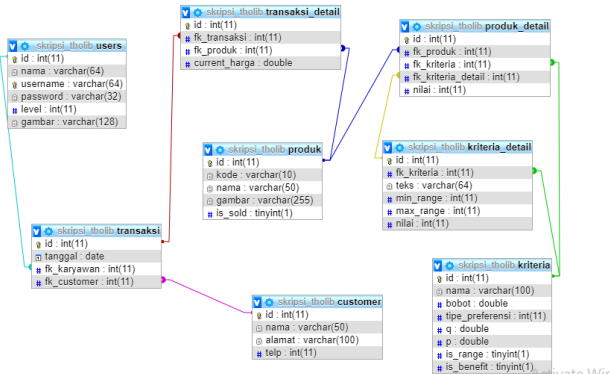 skripsi_tholib transaksi_detail
id : int(11)
fk_transaksi : int(11)
fk_produk : int(11)
current_harga : double
skripsi_tholib produk_detail
id : int(11)
fk_produk : int(11)
fk_kriteria : int(11)
fk_kriteria_detail : int(11)
nilai : int(11)
skripsi_tholib users
id : int(11)
nama : varchar(64)
username : varchar(64)
password : varchar(32)
level : int(11)
gambar : varchar(128)
skripsi_tholib produk
id : int(11)
kode : varchar(10)
nama : varchar(50)
gambar : varchar(255)
is_sold : tinyint(1)
skripsi_tholib kriteria_detail
id : int(11)
fk_kriteria : int(11)
teks : varchar(64)
min_range : int(11)
max_range : int(11)
nilai : int(11)
skripsi_tholib transaksi
id : int(11)
tanggal : date
fk_karyawan : int(11)
fk_customer : int(11)
skripsi_tholib kriteria
id : int(11)
nama : varchar(100)
bobot : double
tipe_preferensi : int(11)
q : double
p : double
is_range : tinyint(1)
is_benefit : tinyint(1)
skripsi_tholib customer
id : int(11)
nama : varchar(50)
alamat : varchar(100)
telp : int(11)